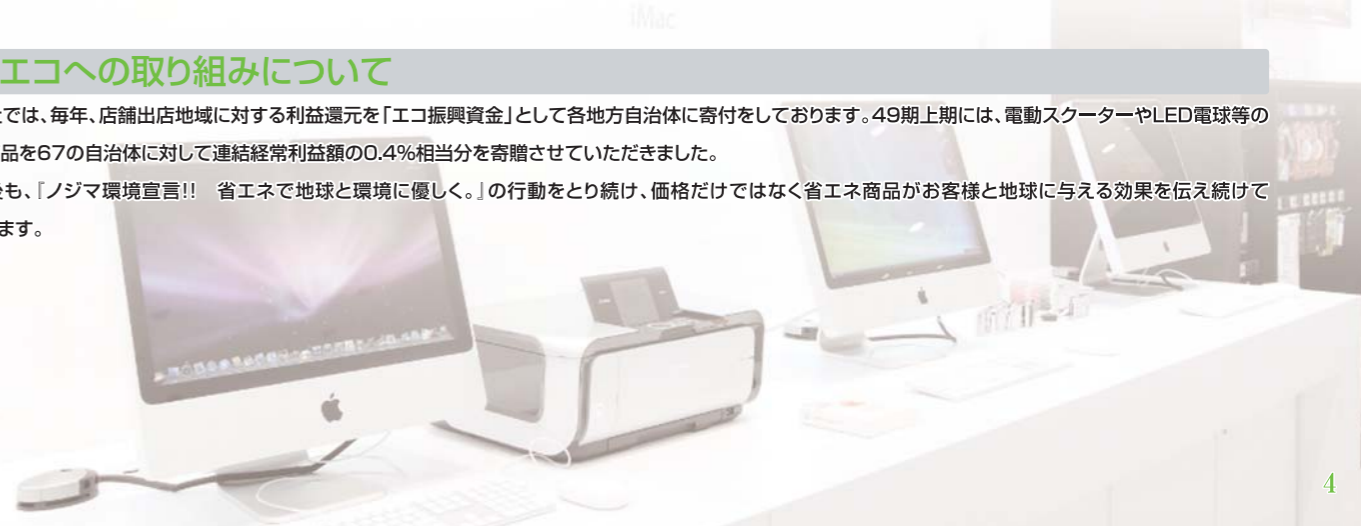 iMac
エコへの取り組みについて
では、毎年、店舗出店地域に対する利益還元を「エコ振興資金」として各地方自治体に寄付をしております。49期上期には、電動スクーターやLED電球等の
品を67の自治体に対して連結経常利益額の0.4%相当分を寄贈させていただきました。
も、『ノジマ環境宣言!!　省エネで地球と環境に優しく。』の行動をとり続け、価格だけではなく省エネ商品がお客様と地球に与える効果を伝え続けて
ます。
4